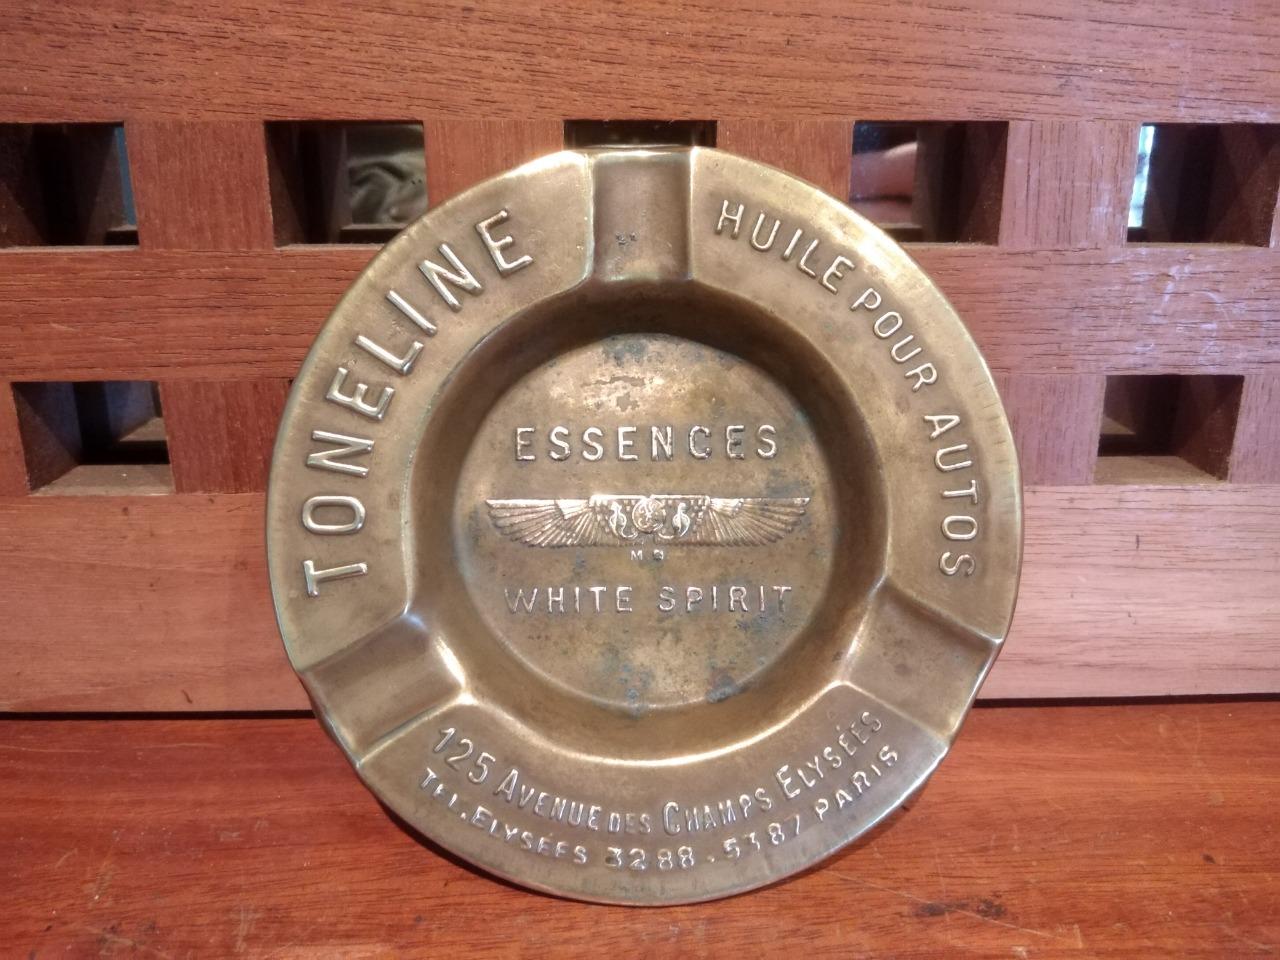 TONELINE
HUILE POUR AUTOS
ESSENCES
WHITE SPIRIT
125 AVENUE DES CHAMPS ELYSÉES
TEL. ELYSÉES 3288-5387 PARIS